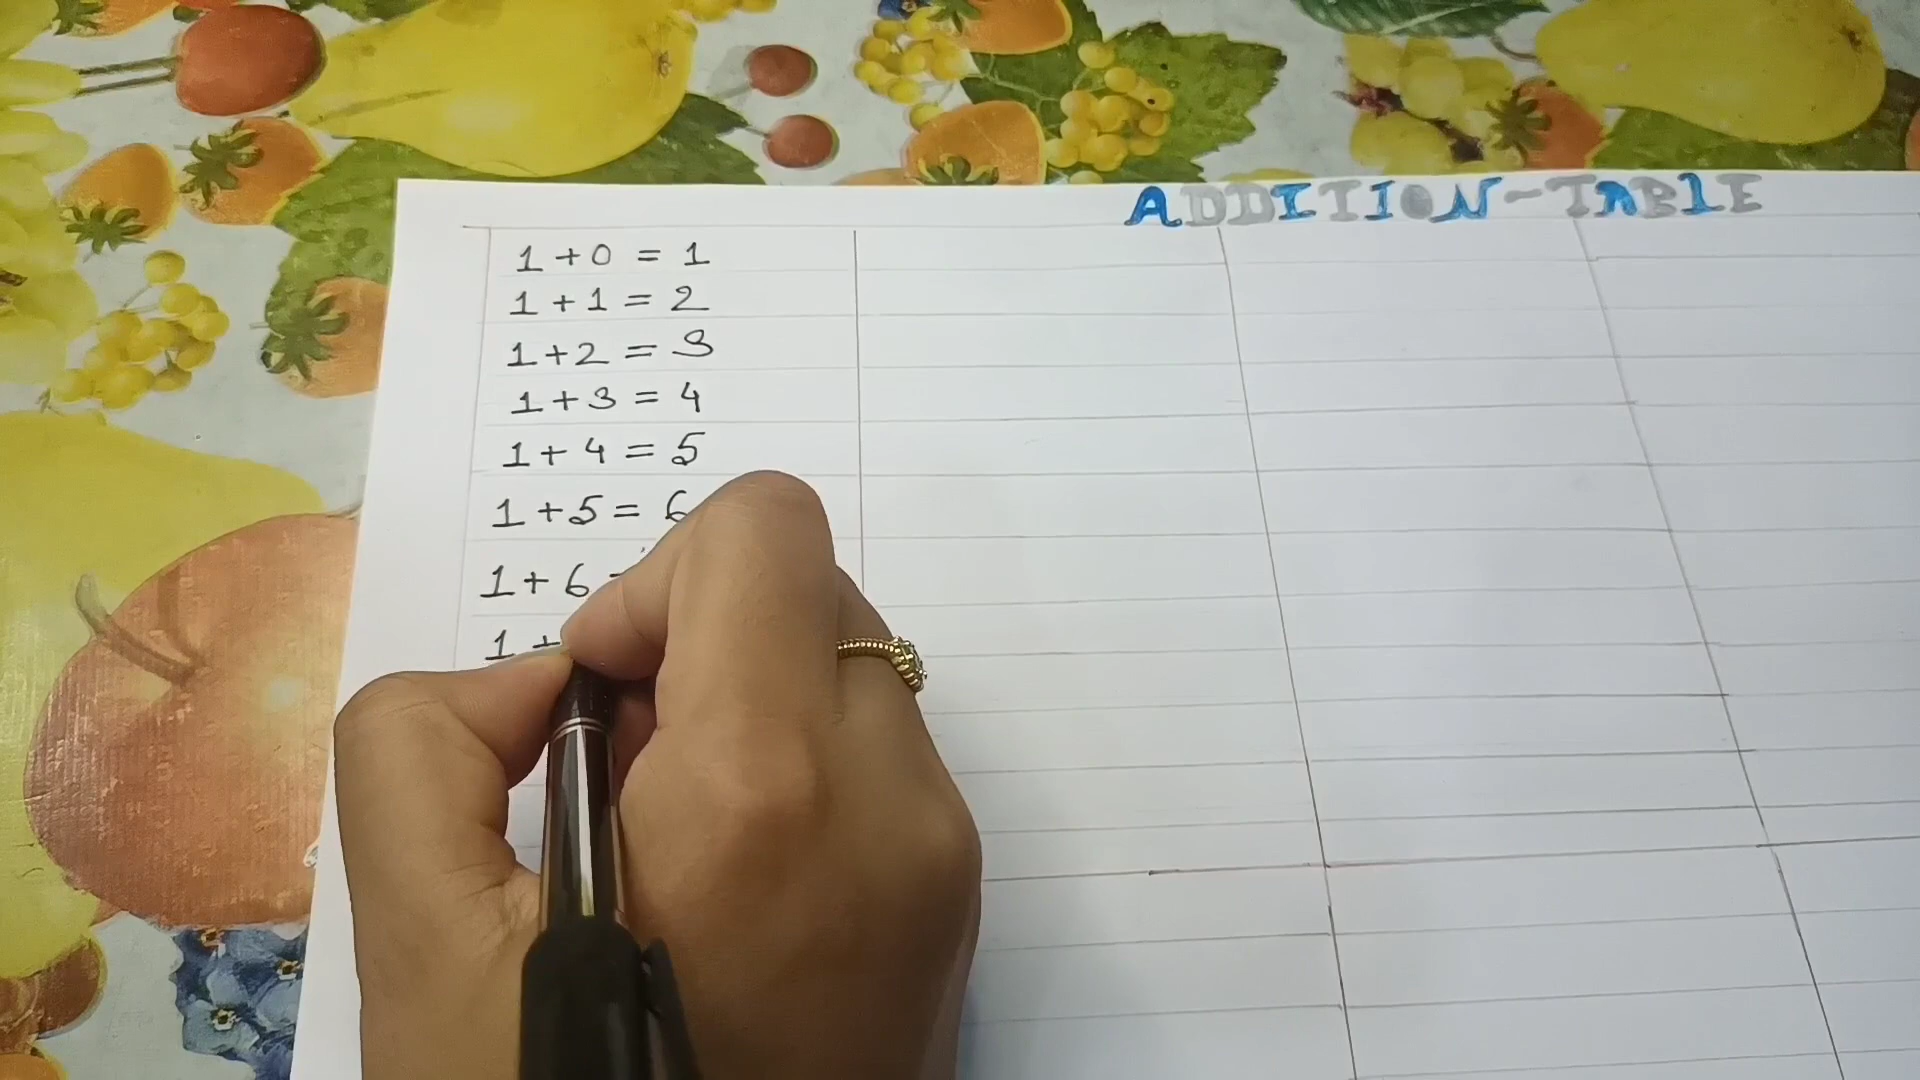 ADDITION-TABLE
1 + 0 = 1
1 + 1 = 2
1 + 2 = 3
1 + 3 = 4
1 + 4 = 5
1 + 5 = 6
1 + 6
1 +